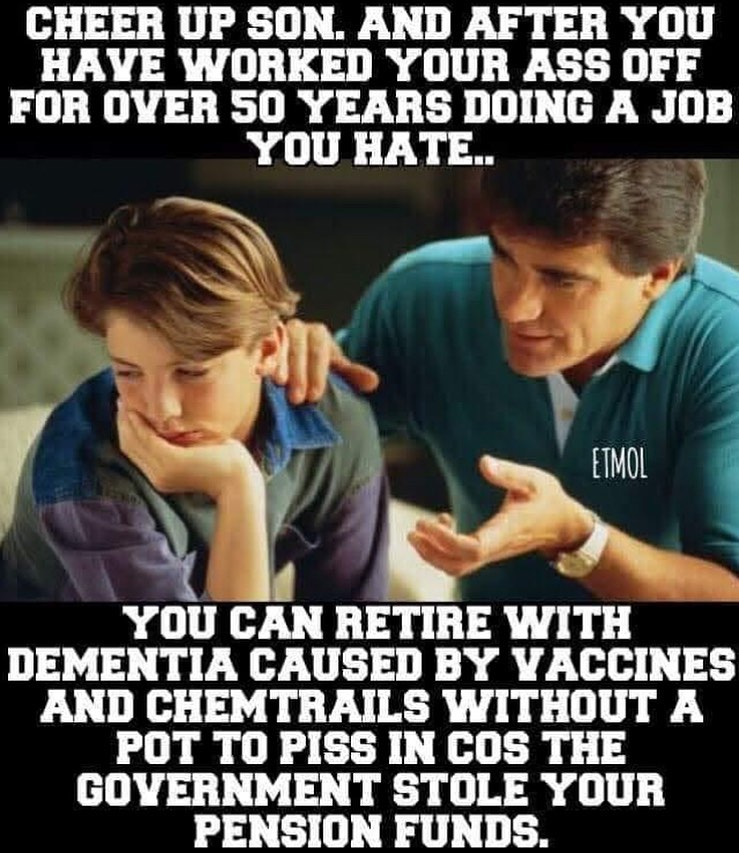 CHEER UP SON. AND AFTER YOU
HAVE WORKED YOUR ASS OFF
FOR OVER 50 YEARS DOING A JOB
YOU HATE..
ETMOL
YOU CAN RETIRE WITH
DEMENTIA CAUSED BY VACCINES
AND CHEMTRAILS WITHOUT A
POT TO PISS IN COS THE
GOVERNMENT STOLE YOUR
PENSION FUNDS.